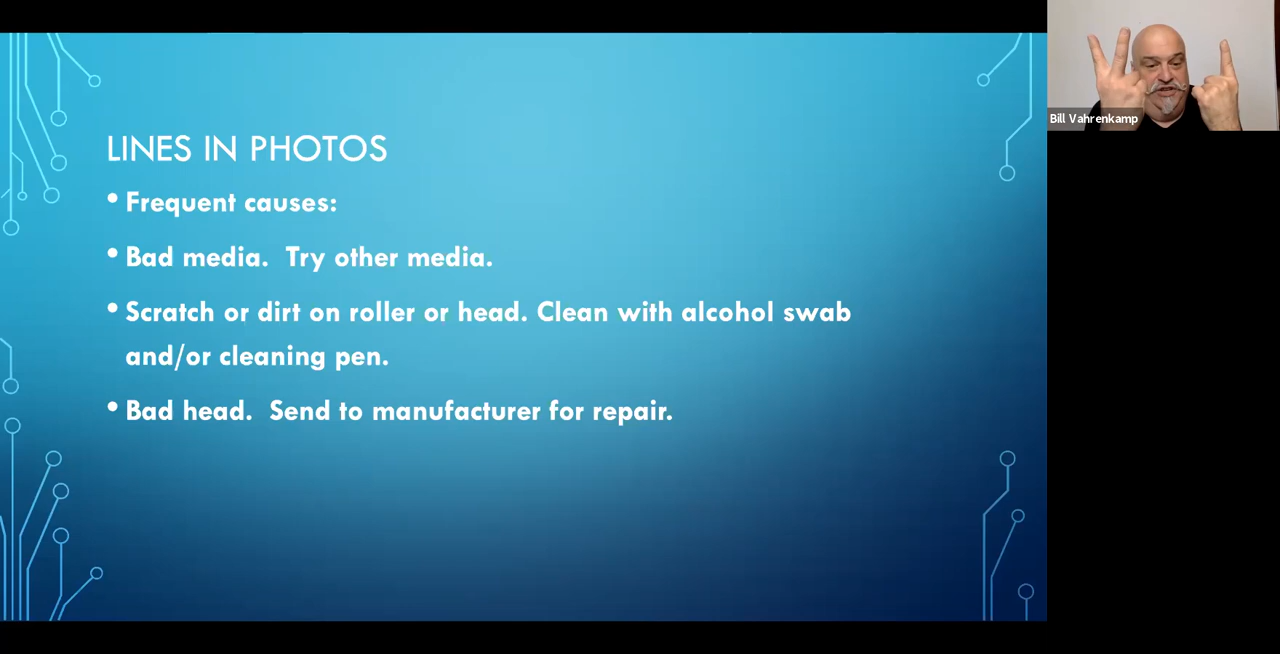 LINES IN PHOTOS
• Frequent causes:
• Bad media.  Try other media.
• Scratch or dirt on roller or head. Clean with alcohol swab
and/or cleaning pen.
• Bad head.  Send to manufacturer for repair.
Bill Vahrenkamp